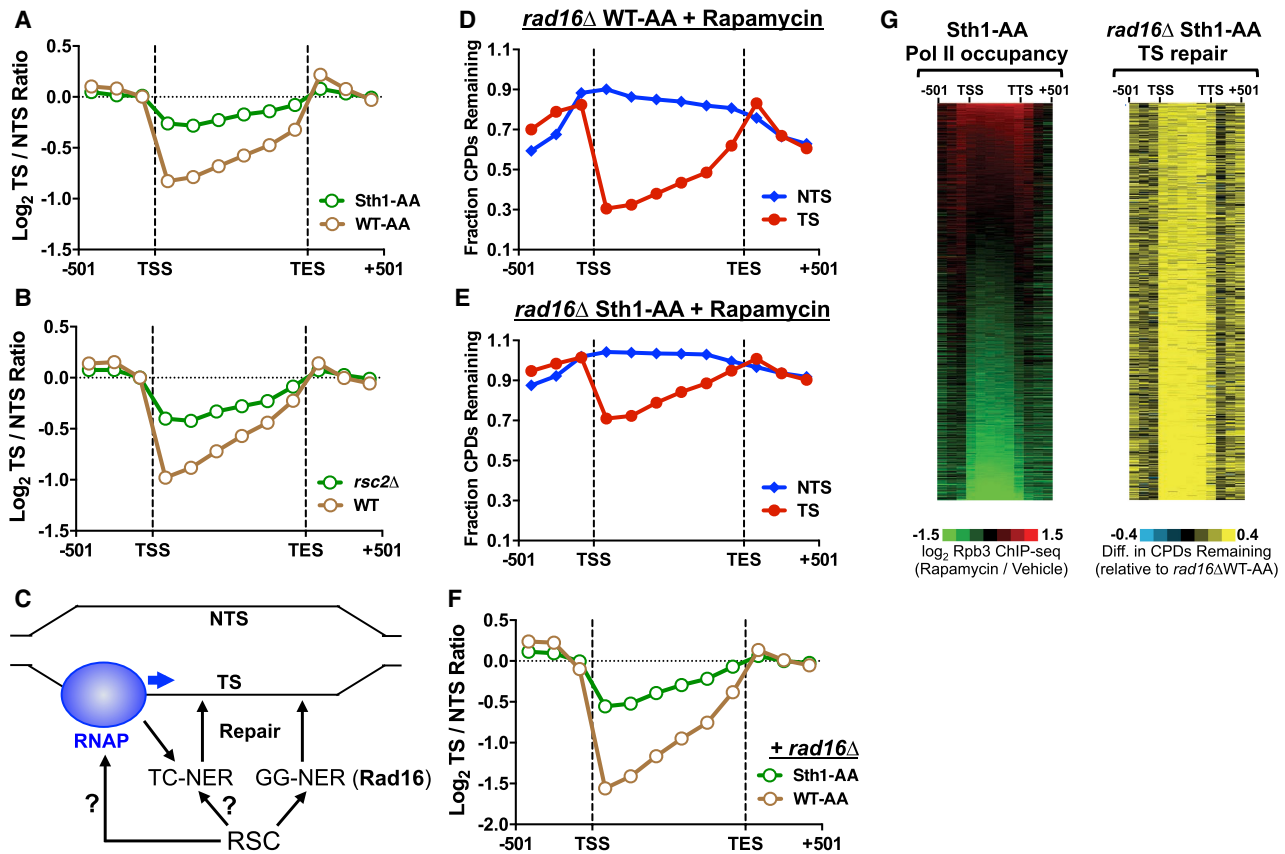 A
Log2 TS / NTS Ratio
0.5
0.0
-0.5
-1.0
-1.5
Sth1-AA
WT-AA
-501
TSS
TES
+501
B
Log2 TS / NTS Ratio
0.5
0.0
-0.5
-1.0
-1.5
rsc2Δ
WT
-501
TSS
TES
+501
C
NTS
TS
RNAP
Repair
TC-NER
GG-NER (Rad16)
?
?
RSC
D
rad16Δ WT-AA + Rapamycin
Fraction CPDs Remaining
1.1
0.9
0.7
0.5
0.3
0.1
NTS
TS
-501
TSS
TES
+501
E
rad16Δ Sth1-AA + Rapamycin
Fraction CPDs Remaining
1.1
0.9
0.7
0.5
0.3
0.1
NTS
TS
-501
TSS
TES
+501
F
Log2 TS / NTS Ratio
0.5
0.0
-0.5
-1.0
-1.5
-2.0
+ rad16Δ
Sth1-AA
WT-AA
-501
TSS
TES
+501
G
Sth1-AA
Pol II occupancy
-501 TSS TTS +501
-1.5 1.5
log2 Rpb3 ChIP-seq
(Rapamycin / Vehicle)
rad16Δ Sth1-AA
TS repair
-501 TSS TTS +501
-0.4 0.4
Diff. in CPDs Remaining
(relative to rad16ΔWT-AA)